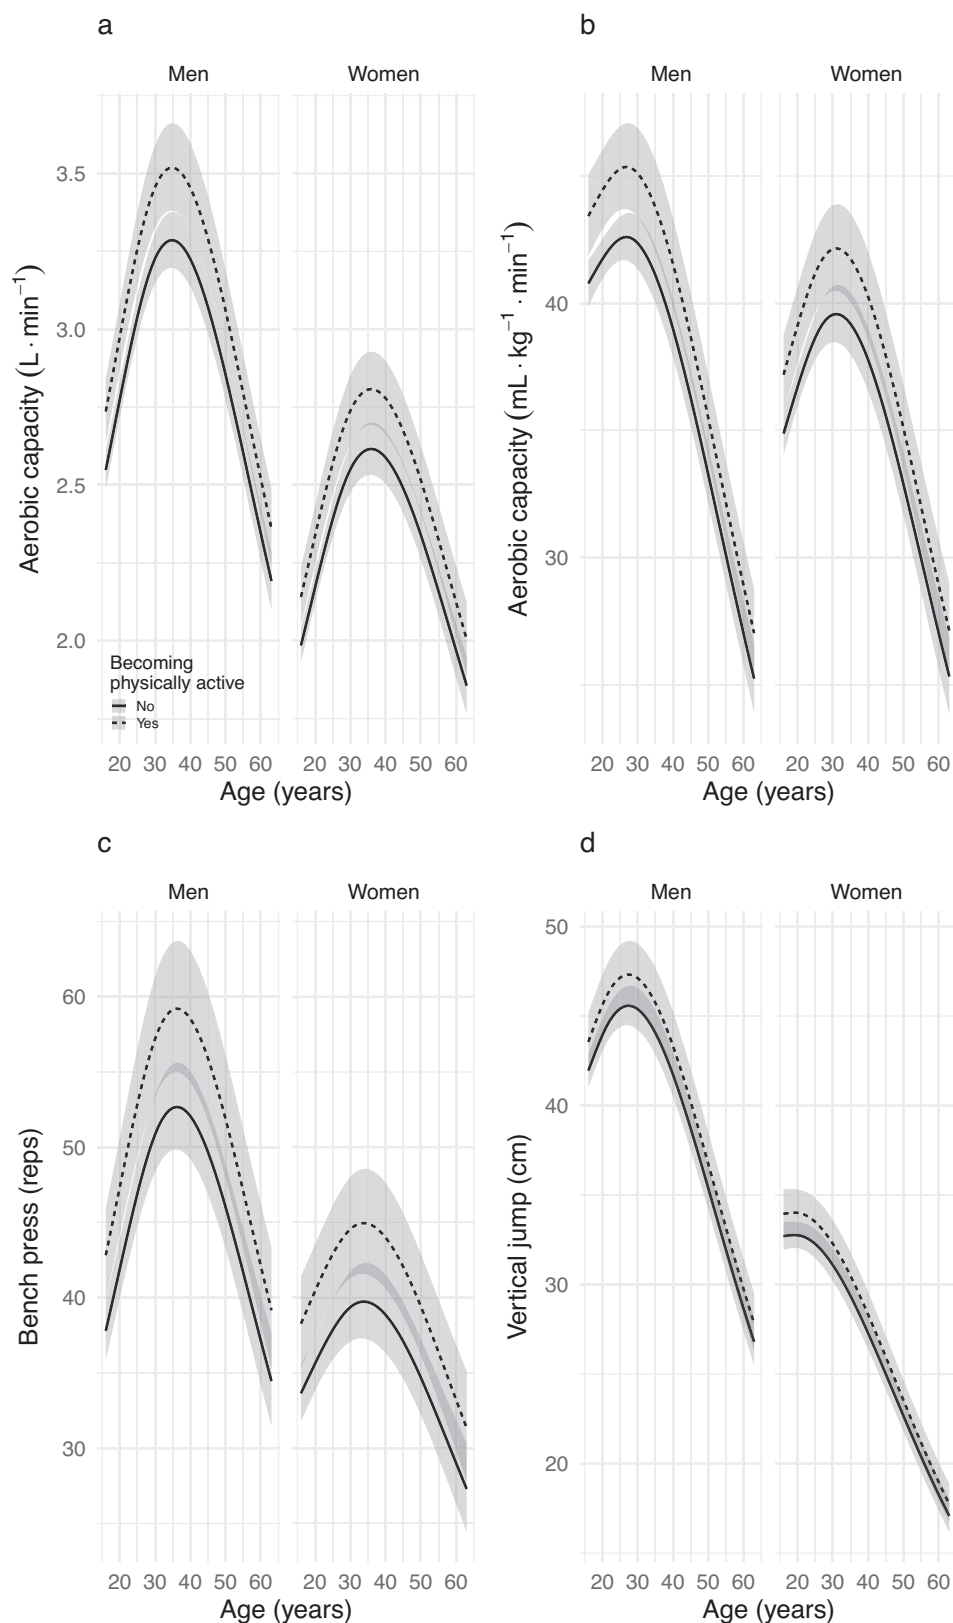 a
Men Women
Aerobic capacity (L · min⁻¹)
3.5
3.0
2.5
2.0
Becoming
physically active
No
Yes
20 30 40 50 60 20 30 40 50 60
Age (years)
b
Men Women
Aerobic capacity (mL · kg⁻¹ · min⁻¹)
40
30
20 30 40 50 60 20 30 40 50 60
Age (years)
c
Men Women
Bench press (reps)
60
50
40
30
20 30 40 50 60 20 30 40 50 60
Age (years)
d
Men Women
Vertical jump (cm)
50
40
30
20
20 30 40 50 60 20 30 40 50 60
Age (years)